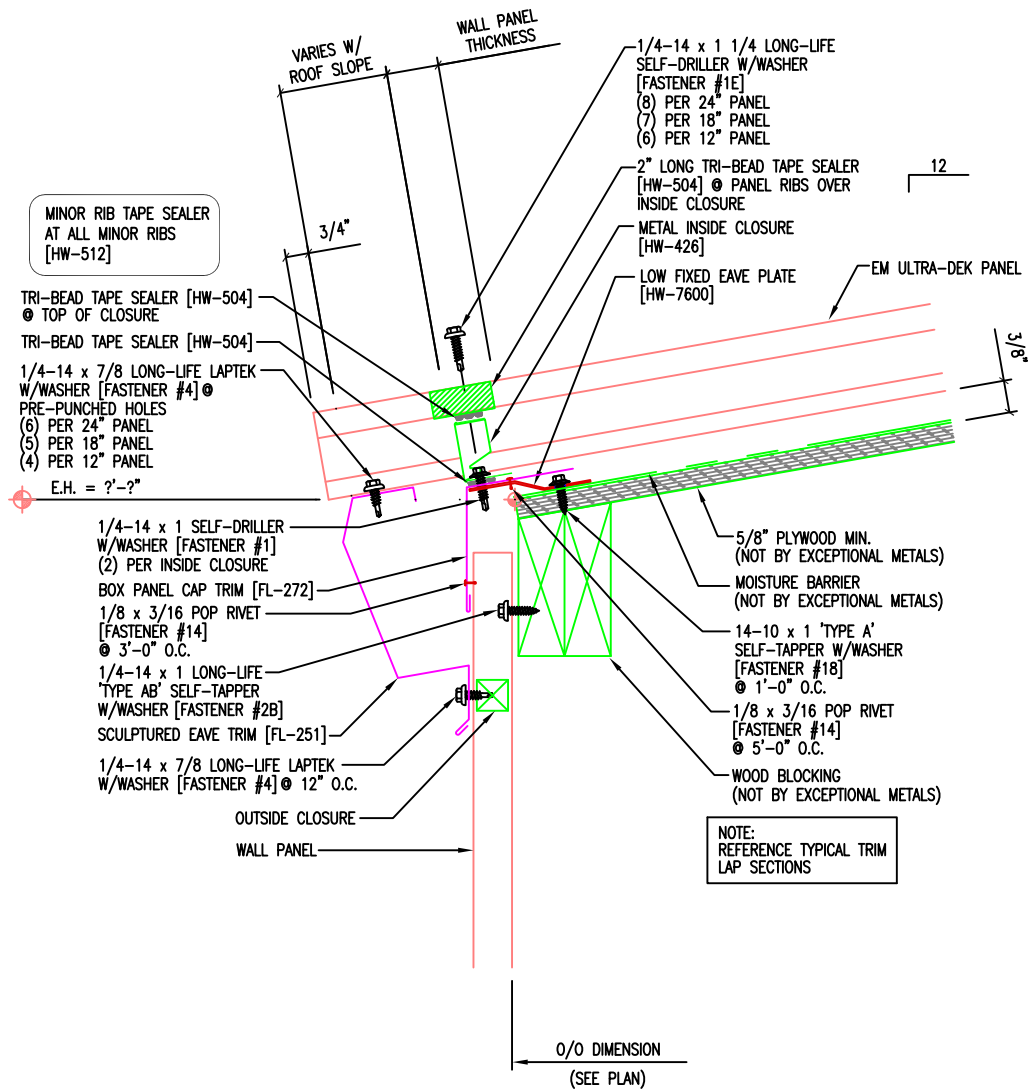 VARIES W/
ROOF SLOPE
WALL PANEL
THICKNESS
1/4-14 x 1 1/4 LONG-LIFE
SELF-DRILLER W/WASHER
[FASTENER #1E]
(8) PER 24" PANEL
(7) PER 18" PANEL
(6) PER 12" PANEL
2" LONG TRI-BEAD TAPE SEALER
[HW-504] @ PANEL RIBS OVER
INSIDE CLOSURE
12
MINOR RIB TAPE SEALER
AT ALL MINOR RIBS
[HW-512]
3/4"
METAL INSIDE CLOSURE
[HW-426]
LOW FIXED EAVE PLATE
[HW-7600]
EM ULTRA-DEK PANEL
TRI-BEAD TAPE SEALER [HW-504]
@ TOP OF CLOSURE
TRI-BEAD TAPE SEALER [HW-504]
3/8"
1/4-14 x 7/8 LONG-LIFE LAPTEK
W/WASHER [FASTENER #4] @
PRE-PUNCHED HOLES
(6) PER 24" PANEL
(5) PER 18" PANEL
(4) PER 12" PANEL
E.H. = ?'-?"
1/4-14 x 1 SELF-DRILLER
W/WASHER [FASTENER #1]
(2) PER INSIDE CLOSURE
BOX PANEL CAP TRIM [FL-272]
1/8 x 3/16 POP RIVET
[FASTENER #14]
@ 3'-0" O.C.
1/4-14 x 1 LONG-LIFE
'TYPE AB' SELF-TAPPER
W/WASHER [FASTENER #2B]
SCULPTURED EAVE TRIM [FL-251]
1/4-14 x 7/8 LONG-LIFE LAPTEK
W/WASHER [FASTENER #4] @ 12" O.C.
OUTSIDE CLOSURE
WALL PANEL
5/8" PLYWOOD MIN.
(NOT BY EXCEPTIONAL METALS)
MOISTURE BARRIER
(NOT BY EXCEPTIONAL METALS)
14-10 x 1 'TYPE A'
SELF-TAPPER W/WASHER
[FASTENER #18]
@ 1'-0" O.C.
1/8 x 3/16 POP RIVET
[FASTENER #14]
@ 5'-0" O.C.
WOOD BLOCKING
(NOT BY EXCEPTIONAL METALS)
NOTE:
REFERENCE TYPICAL TRIM
LAP SECTIONS
O/O DIMENSION
(SEE PLAN)